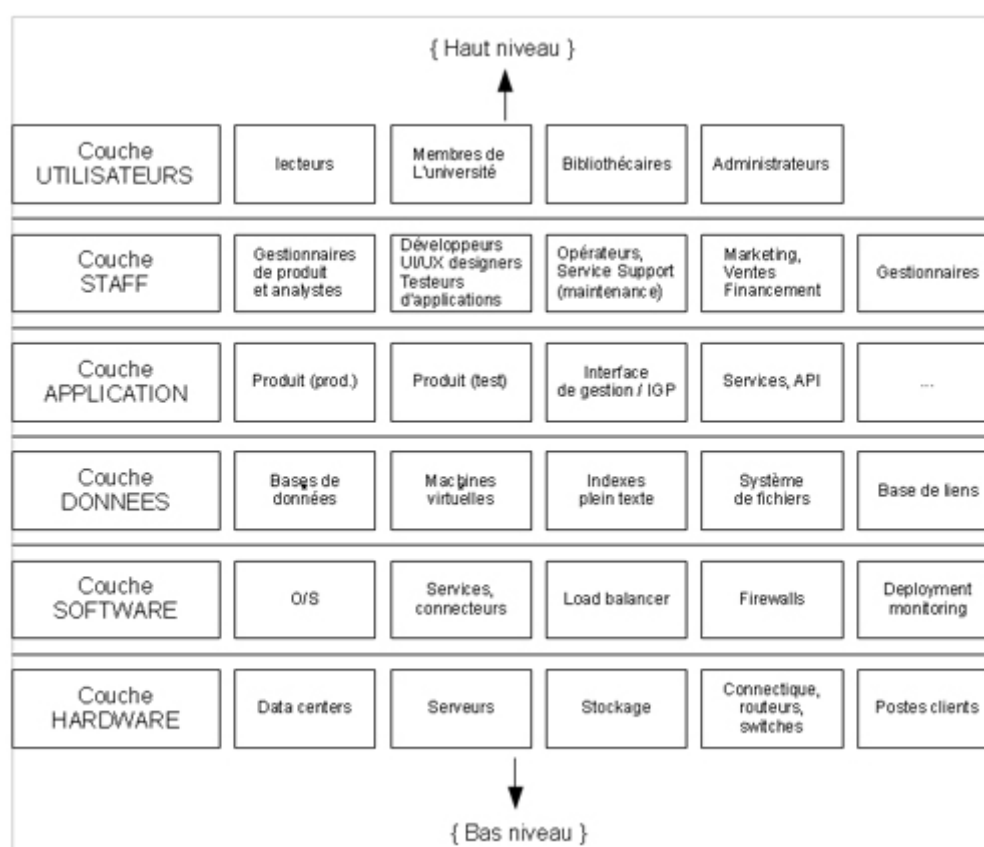 { Haut niveau }
Couche
UTILISATEURS
lecteurs
Membres de
L'université
Bibliothécaires
Administrateurs
Couche
STAFF
Gestionnaires
de produit
et analystes
Développeurs
UI/UX designers
Testeurs
d'applications
Opérateurs,
Service Support
(maintenance)
Marketing,
Ventes
Financement
Gestionnaires
Couche
APPLICATION
Produit (prod.)
Produit (test)
Interface
de gestion / IGP
Services, API
...
Couche
DONNEES
Bases de
données
Machines
virtuelles
Indexes
plein texte
Système
de fichiers
Base de liens
Couche
SOFTWARE
O/S
Services,
connecteurs
Load balancer
Firewalls
Deployment
monitoring
Couche
HARDWARE
Data centers
Serveurs
Stockage
Connectique,
routeurs,
switches
Postes clients
{ Bas niveau }